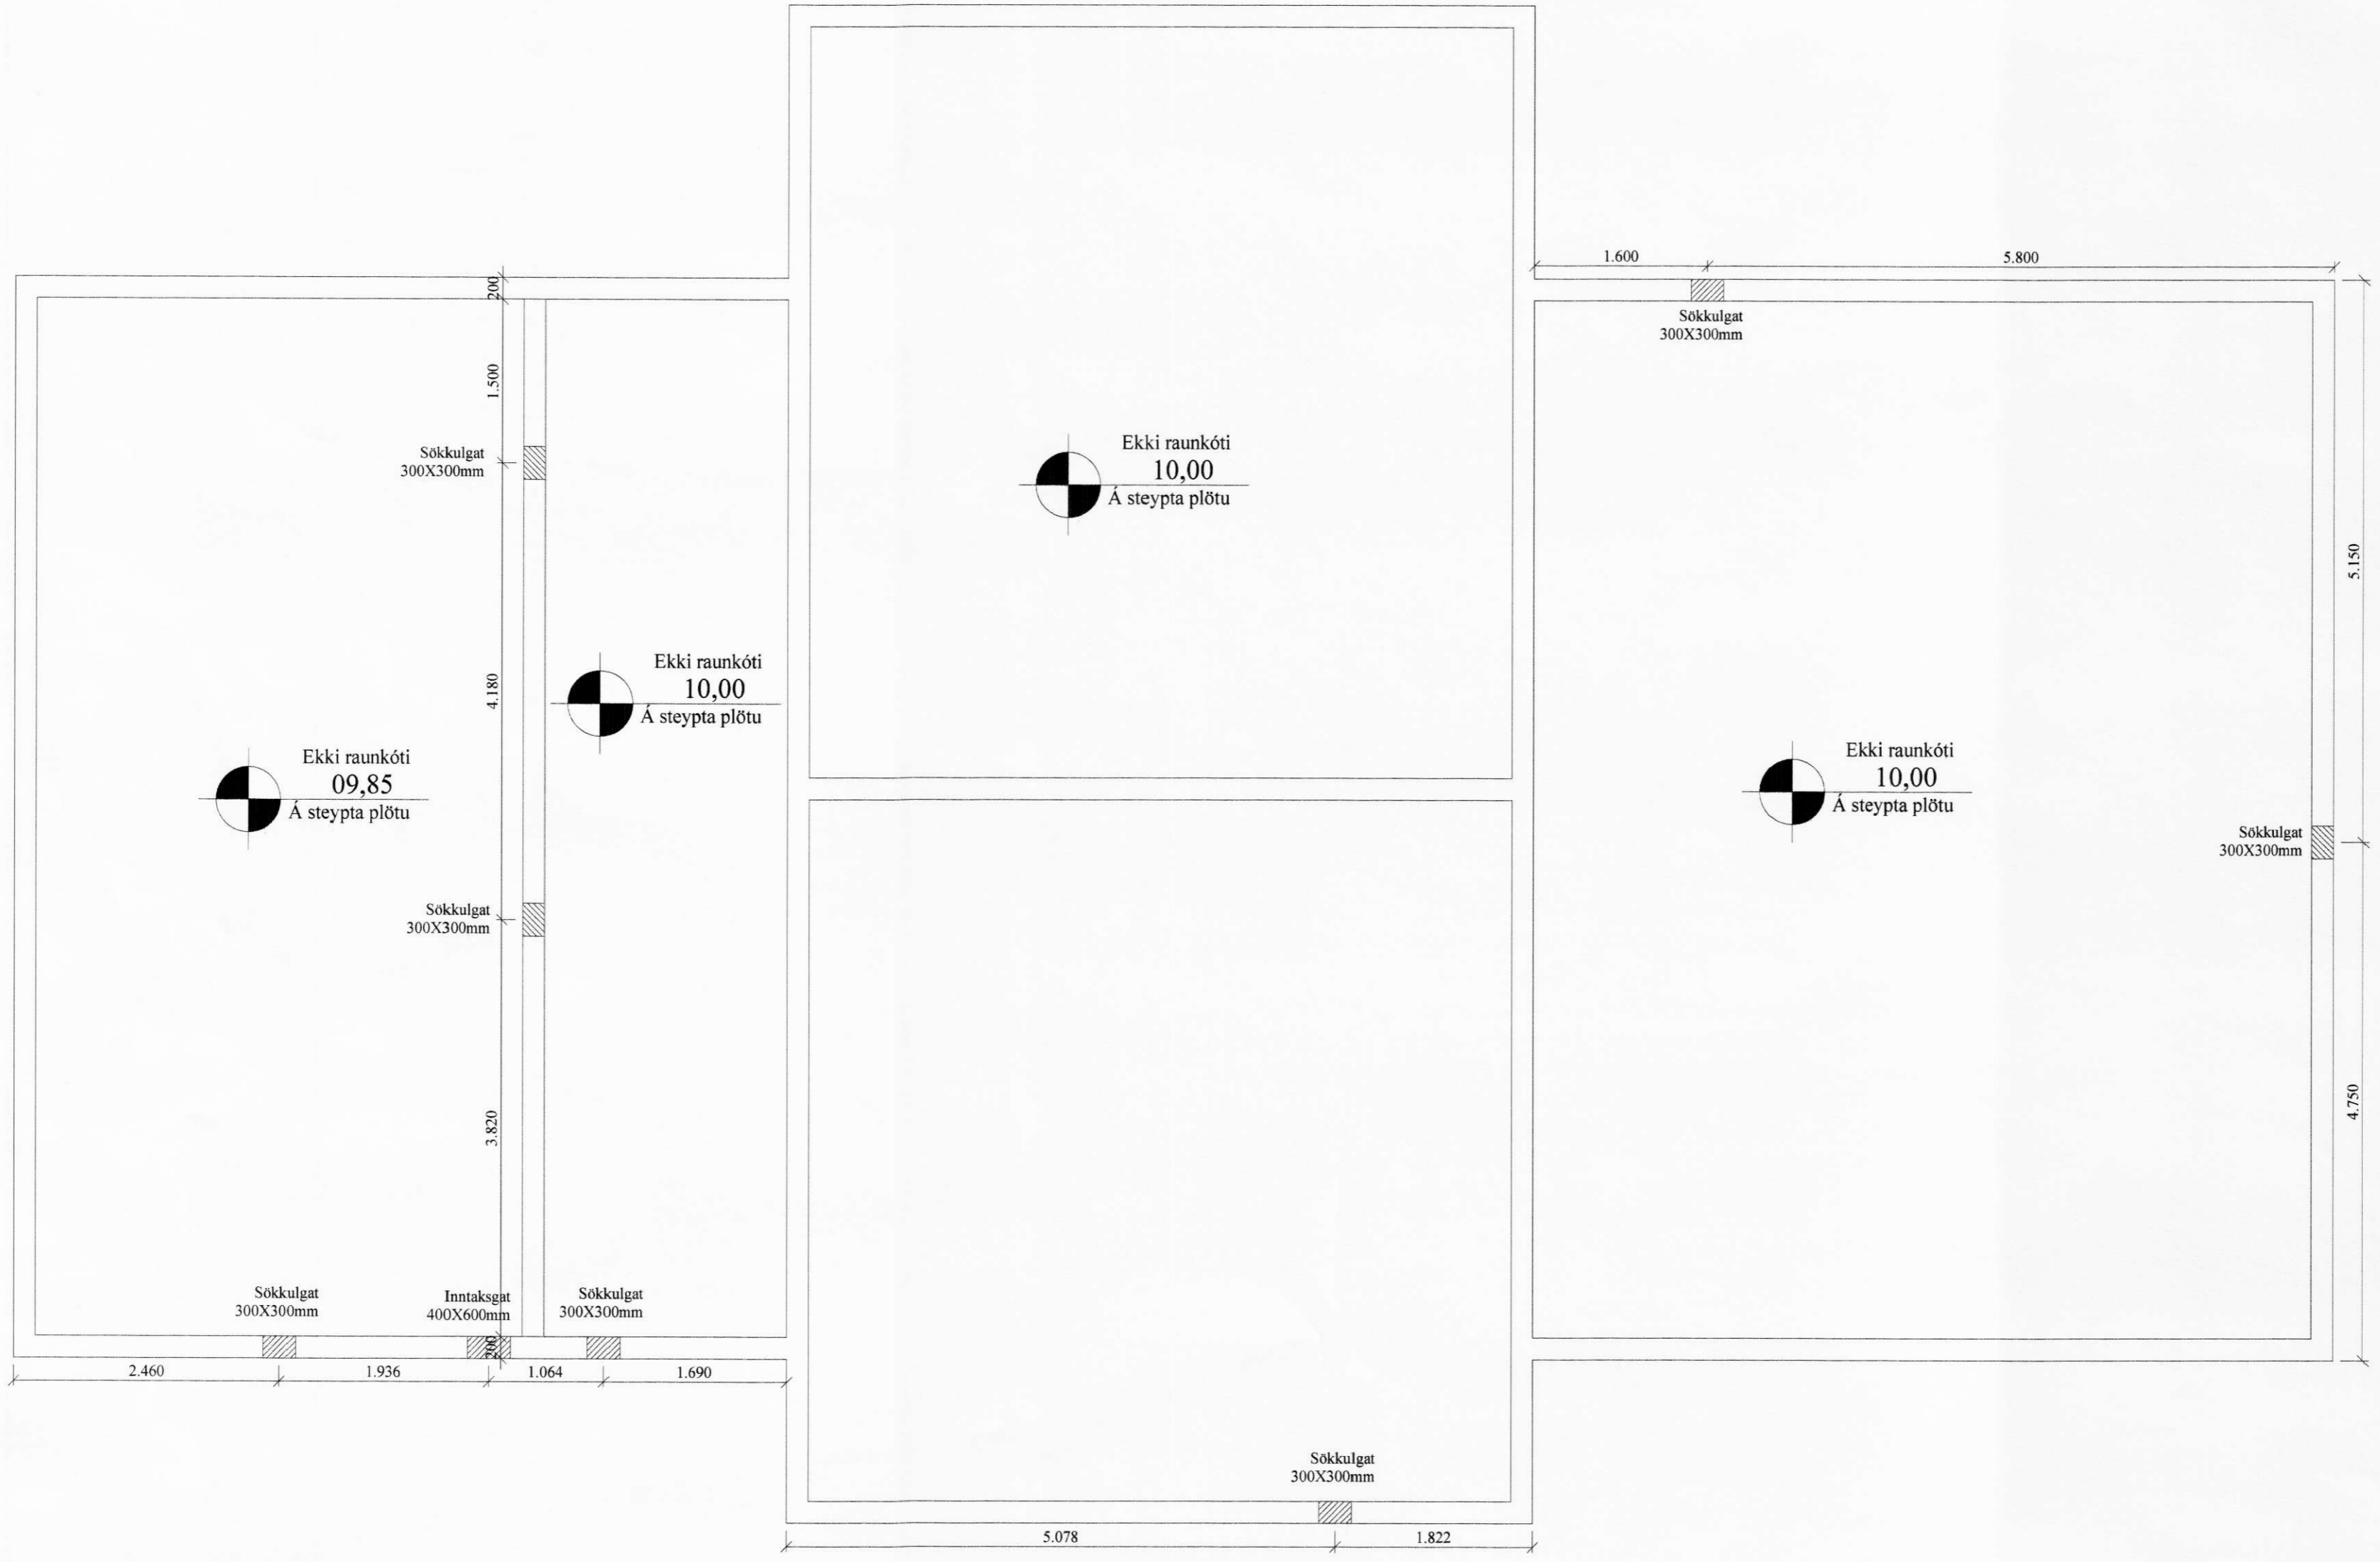 1.600
5.800
200
Sökkulgat
300X300mm
1.500
Sökkulgat
300X300mm
Ekki raunkóti
10,00
Á steypta plötu
5.150
4.180
Ekki raunkóti
10,00
Á steypta plötu
Ekki raunkóti
09,85
Á steypta plötu
Ekki raunkóti
10,00
Á steypta plötu
Sökkulgat
300X300mm
Sökkulgat
300X300mm
3.820
4.750
Sökkulgat
300X300mm
Inntaksgat
400X600mm
Sökkulgat
300X300mm
200
2.460
1.936
1.064
1.690
Sökkulgat
300X300mm
5.078
1.822